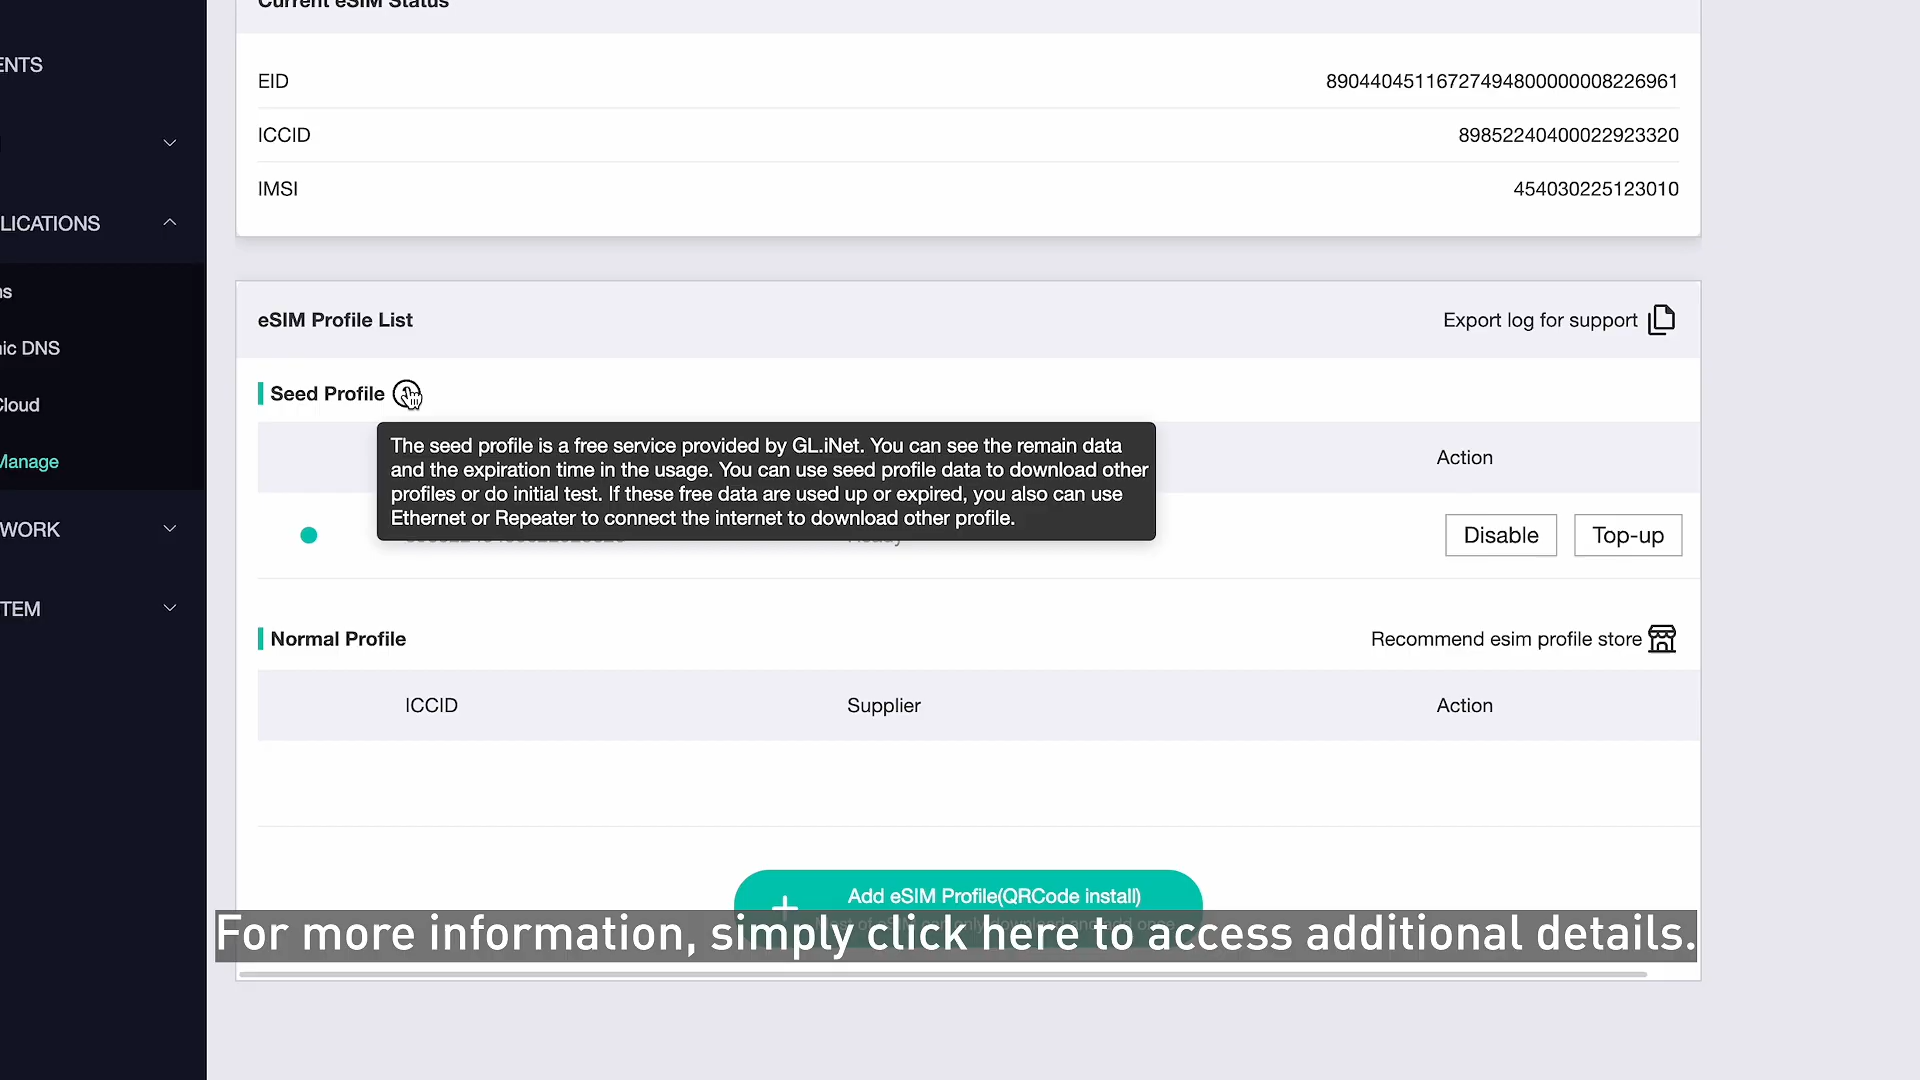 Current eSIM Status
ENTS
EID
89044045116727494800000008226961
ICCID
89852240400022923320
IMSI
454030225123010
LICATIONS
ns
eSIM Profile List
Export log for support
nic DNS
Seed Profile
Cloud
The seed profile is a free service provided by GL.iNet. You can see the remain data
and the expiration time in the usage. You can use seed profile data to download other
profiles or do initial test. If these free data are used up or expired, you also can use
Ethernet or Repeater to connect the internet to download other profile.
Action
Manage
WORK
Disable
Top-up
TEM
Normal Profile
Recommend esim profile store
ICCID
Supplier
Action
Add eSIM Profile(QRCode install)
For more information, simply click here to access additional details.